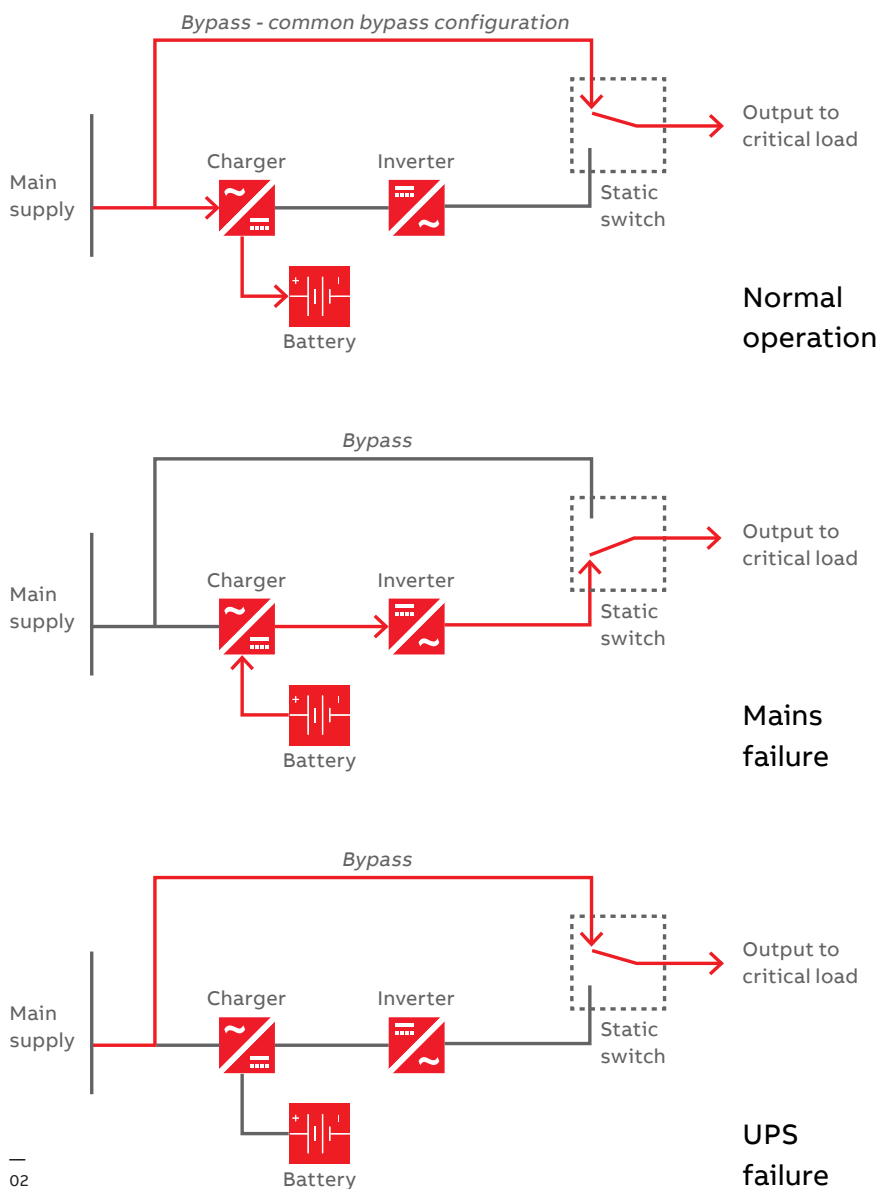 Bypass - common bypass configuration
Output to
critical load
Charger
Inverter
Main
supply
Static
switch
+
Battery
Normal
operation
Bypass
Output to
critical load
Charger
Inverter
Main
supply
Static
switch
+
Battery
Mains
failure
Bypass
Output to
critical load
Charger
Inverter
Main
supply
Static
switch
+
Battery
UPS
failure
—
02